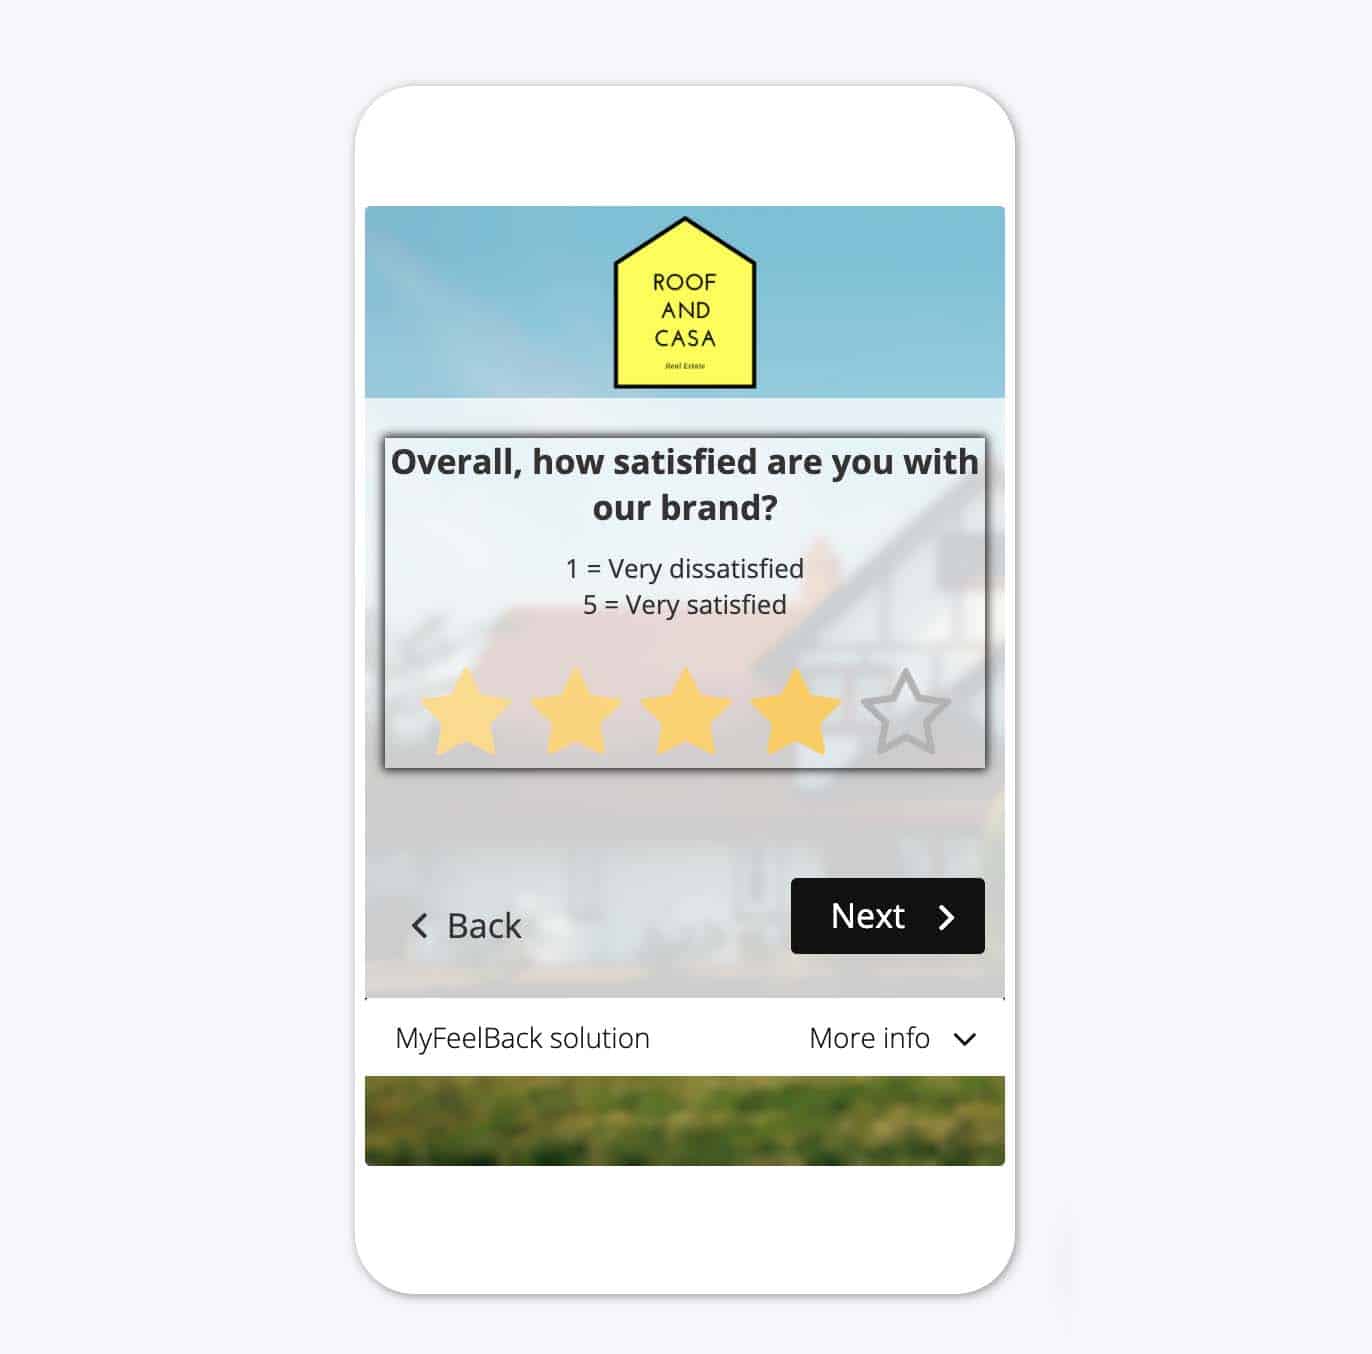 ROOF
AND
CASA
Real Estate
Overall, how satisfied are you with
our brand?
1 = Very dissatisfied
5 = Very satisfied
Back
Next
MyFeelBack solution
More info